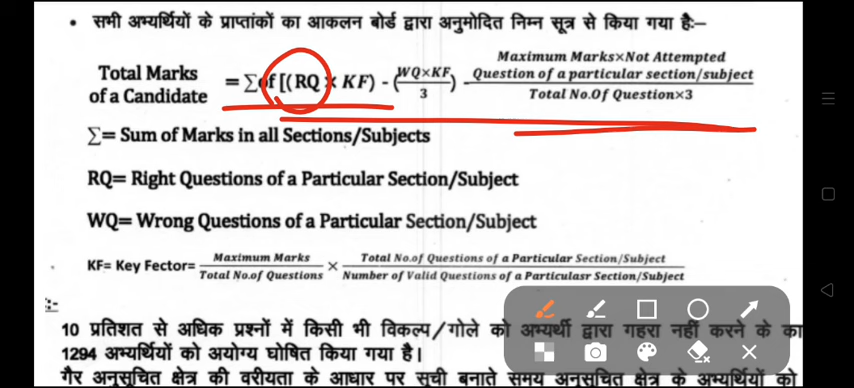 • सभी अभ्यर्थियों के प्राप्तांकों का आकलन बोर्ड द्वारा अनुमोदित निम्न सूत्र से किया गया हैः–
Total Marks of a Candidate = ∑of [(RQ × KF) - (WQ×KF/3) - Maximum Marks×Not Attempted Question of a particular section/subject / Total No.Of Question×3
∑= Sum of Marks in all Sections/Subjects
RQ= Right Questions of a Particular Section/Subject
WQ= Wrong Questions of a Particular Section/Subject
KF= Key Fector= Maximum Marks / Total No.of Questions × Total No.of Questions of a Particular Section/Subject / Number of Valid Questions of a Particulasr Section/Subject
:-
10 प्रतिशत से अधिक प्रश्नों में किसी भी विकल्प/गोले को अभ्यर्थी द्वारा गहरा नहीं करने के का
1294 अभ्यर्थियों को अयोग्य घोषित किया गया है।
गैर अनुसूचित क्षेत्र की वरीयता के आधार पर सूची बनाते समय अनुसूचित क्षेत्र के अभ्यर्थियों को